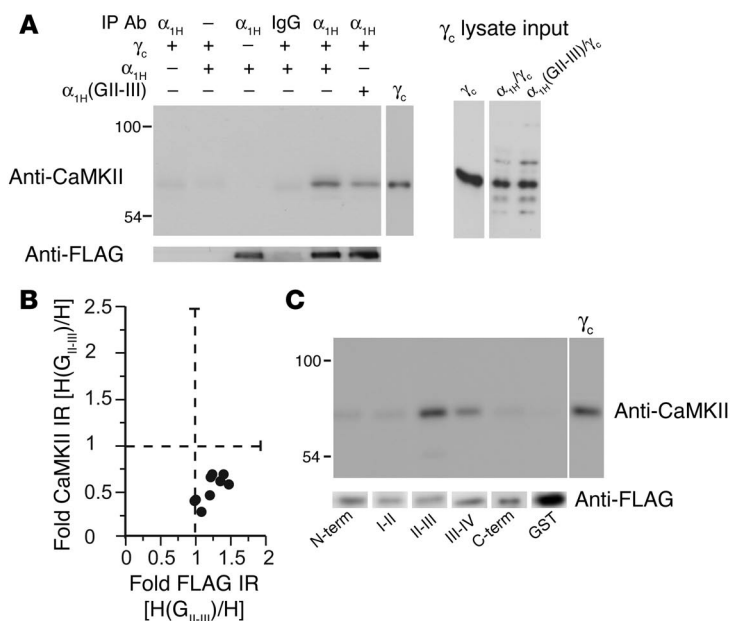 A
IP Ab α1H – α1H IgG α1H α1H
γc + + – + + +
α1H – + + + + –
α1H(GII-III) – – – – – + γc
100
Anti-CaMKII
54
Anti-FLAG
γc lysate input
γc α1H/γc α1H(GII-III)/γc
B
Fold CaMKII IR [H(GII-III)/H]
2.5
2
1.5
1
0.5
0
0 0.5 1 1.5 2
Fold FLAG IR
[H(GII-III)/H]
C
γc
100
Anti-CaMKII
54
Anti-FLAG
N-term I-II II-III III-IV C-term GST